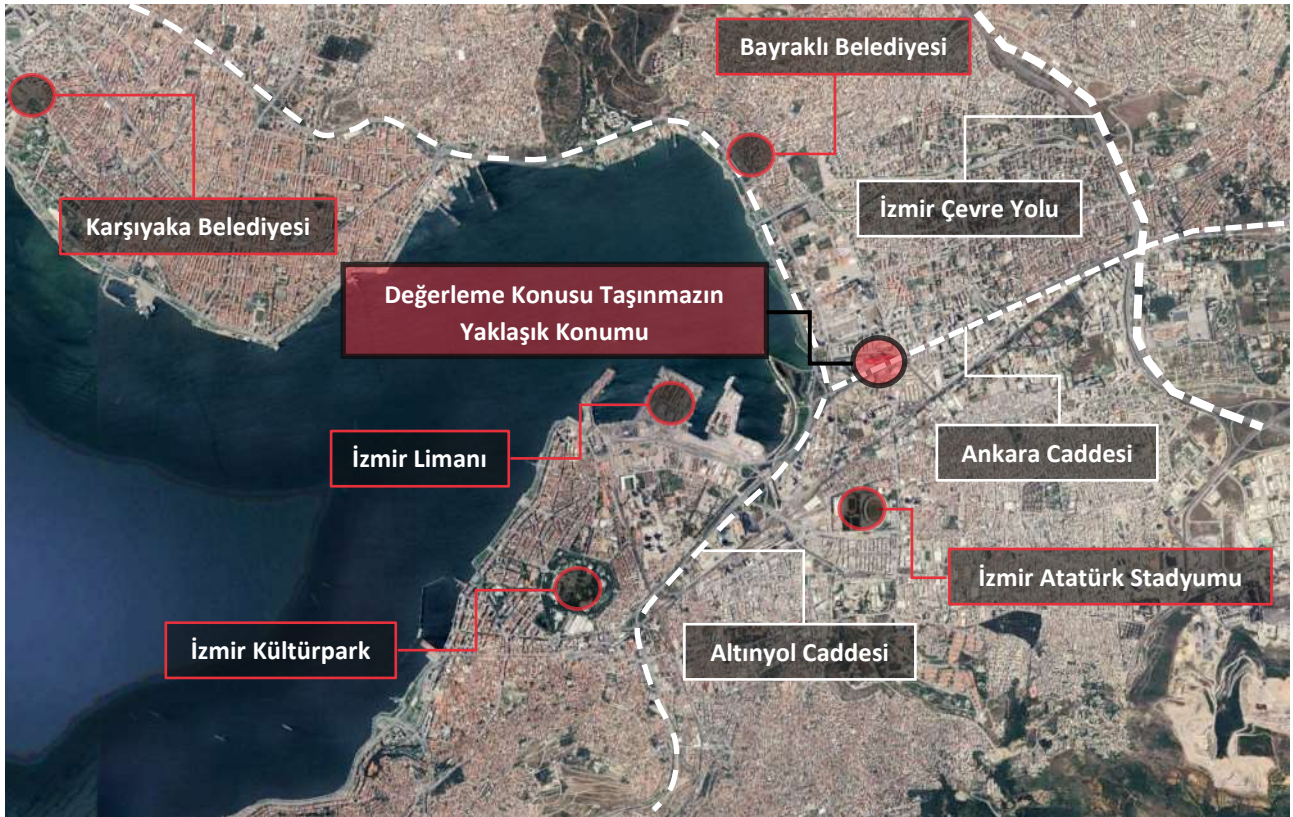 Bayraklı Belediyesi
Karşıyaka Belediyesi
İzmir Çevre Yolu
Değerleme Konusu Taşınmazın
Yaklaşık Konumu
İzmir Limanı
Ankara Caddesi
İzmir Atatürk Stadyumu
İzmir Kültürpark
Altınyol Caddesi